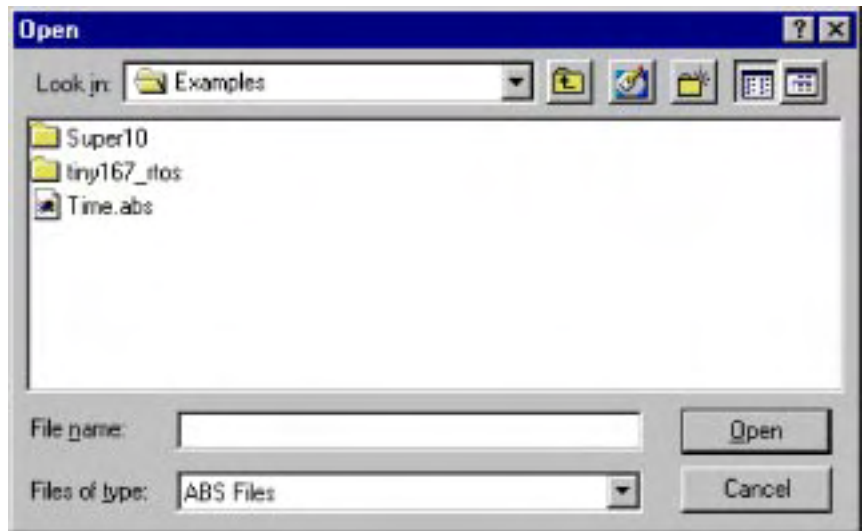 Open
Look in: Examples
Super10
tiny167_rtos
Time.abs
File name:
Open
Files of type: ABS Files
Cancel